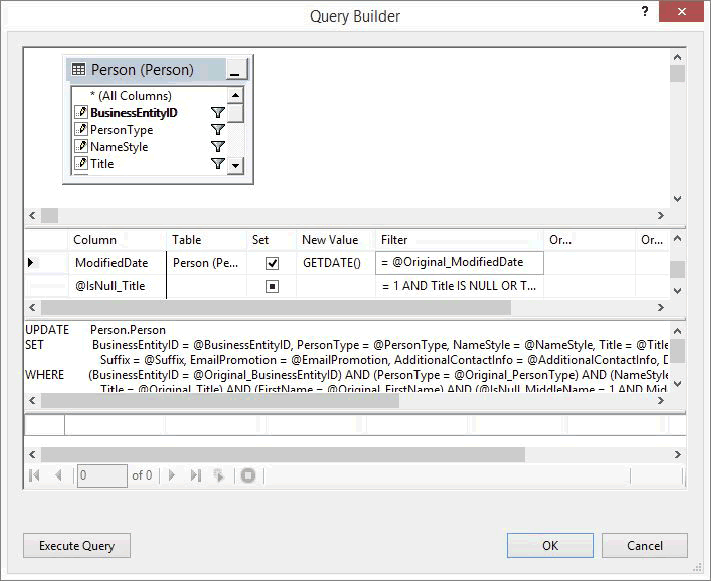 Query Builder
?
Person (Person)
* (All Columns)
BusinessEntityID
PersonType
NameStyle
Title
Column Table Set New Value Filter Or... Or...
ModifiedDate Person (Pe... GETDATE() = @Original_ModifiedDate
@IsNull_Title = 1 AND Title IS NULL OR T...
UPDATE Person.Person
SET BusinessEntityID = @BusinessEntityID, PersonType = @PersonType, NameStyle = @NameStyle, Title = @Title
Suffix = @Suffix, EmailPromotion = @EmailPromotion, AdditionalContactInfo = @AdditionalContactInfo, D
WHERE (BusinessEntityID = @Original_BusinessEntityID) AND (PersonType = @Original_PersonType) AND (NameStyle
Title = @Original_Title) AND (FirstName = @Original_FirstName) AND (@IsNull_MiddleName = 1 AND Mid
0 of 0
Execute Query OK Cancel